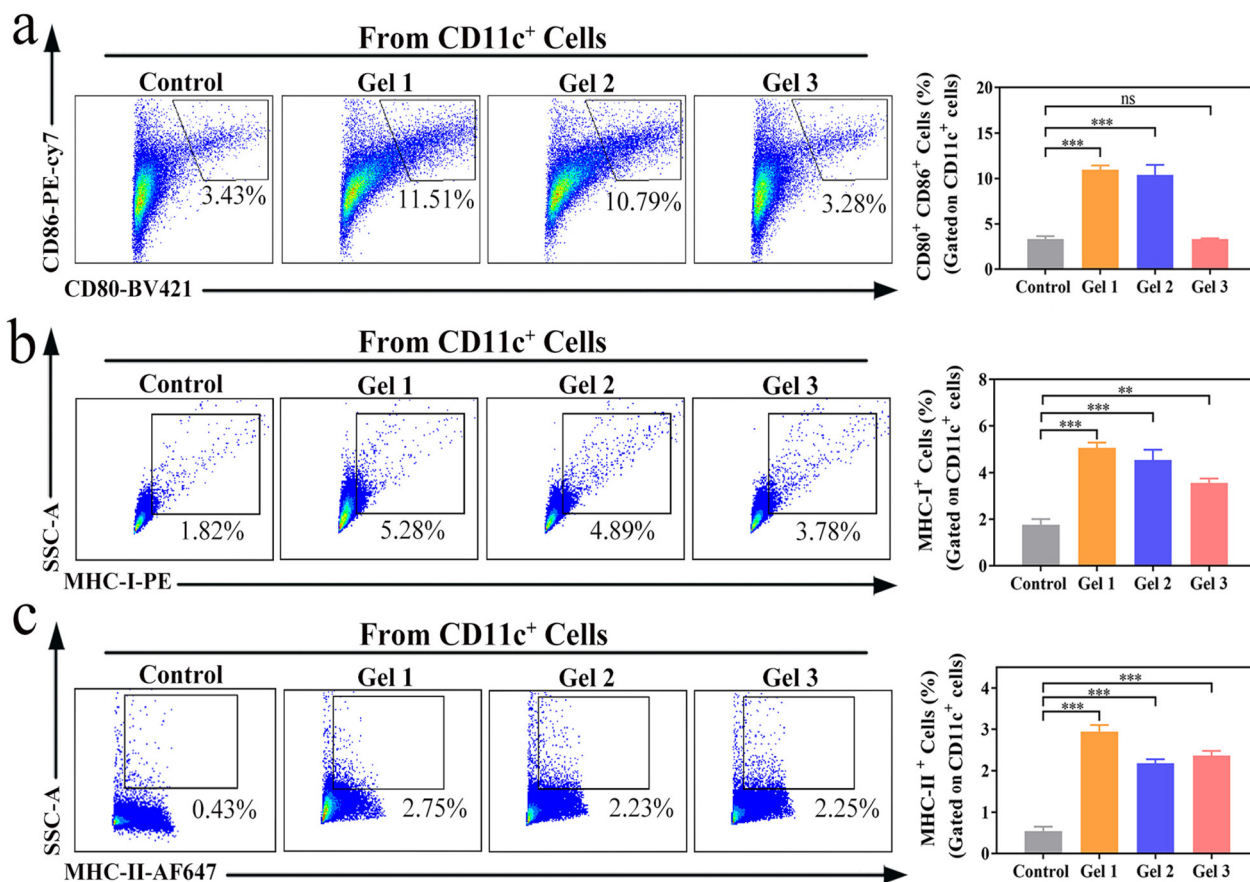 a
From CD11c⁺ Cells
Control Gel 1 Gel 2 Gel 3
CD86-PE-cy7
3.43% 11.51% 10.79% 3.28%
CD80-BV421
CD80⁺ CD86⁺ Cells (%)
(Gated on CD11c⁺ cells)
20
15
10
5
0
ns
***
***
Control Gel 1 Gel 2 Gel 3
b
From CD11c⁺ Cells
Control Gel 1 Gel 2 Gel 3
SSC-A
1.82% 5.28% 4.89% 3.78%
MHC-I-PE
MHC-I⁺ Cells (%)
(Gated on CD11c⁺ cells)
8
6
4
2
0
**
***
***
Control Gel 1 Gel 2 Gel 3
c
From CD11c⁺ Cells
Control Gel 1 Gel 2 Gel 3
SSC-A
0.43% 2.75% 2.23% 2.25%
MHC-II-AF647
MHC-II ⁺ Cells (%)
(Gated on CD11c⁺ cells)
4
3
2
1
0
***
***
***
Control Gel 1 Gel 2 Gel 3